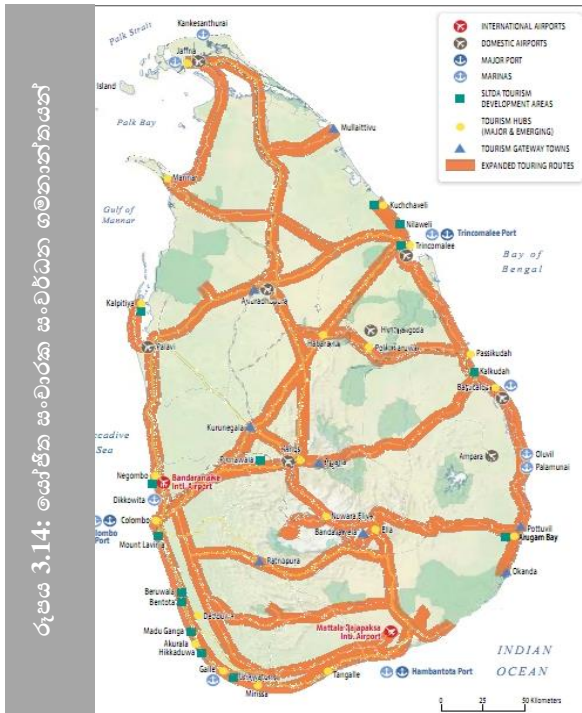 රූපය 3.14: යෝජිත සංචාරක සංවර්ධන ගමනාන්තයන්
Palk Strait
Kankesanthurai
Jaffna
Island
Palk Bay
Mullaittivu
Mannar
Gulf of
Mannar
Kuchchaveli
Nilaweli
Trincomalee Port
Trincomalee
Bay of
Bengal
Kalpitiya
Anuradhapura
Habarana
Palavi
Passikudah
Kalkudah
Batticaloa
Kurunegala
Ampara
Oluvil
Palamunai
Negombo
Bandaranaike
Intl. Airport
Dikkowita
Colombo
Mount Lavinia
Nuwara Eliya
Bandarawela
Ella
Pottuvil
Arugam Bay
Ratnapura
Okanda
Beruwala
Bentota
Madu Ganga
Akurala
Hikkaduwa
Galle
Mirissa
Tangalle
Mattala Rajapaksa
Intl. Airport
Hambantota Port
INDIAN
OCEAN
0 25 50 Kilometers
INTERNATIONAL AIRPORTS
DOMESTIC AIRPORTS
MAJOR PORT
MARINAS
SLTDA TOURISM
DEVELOPMENT AREAS
TOURISM HUBS
(MAJOR & EMERGING)
TOURISM GATEWAY TOWNS
EXPANDED TOURING ROUTES